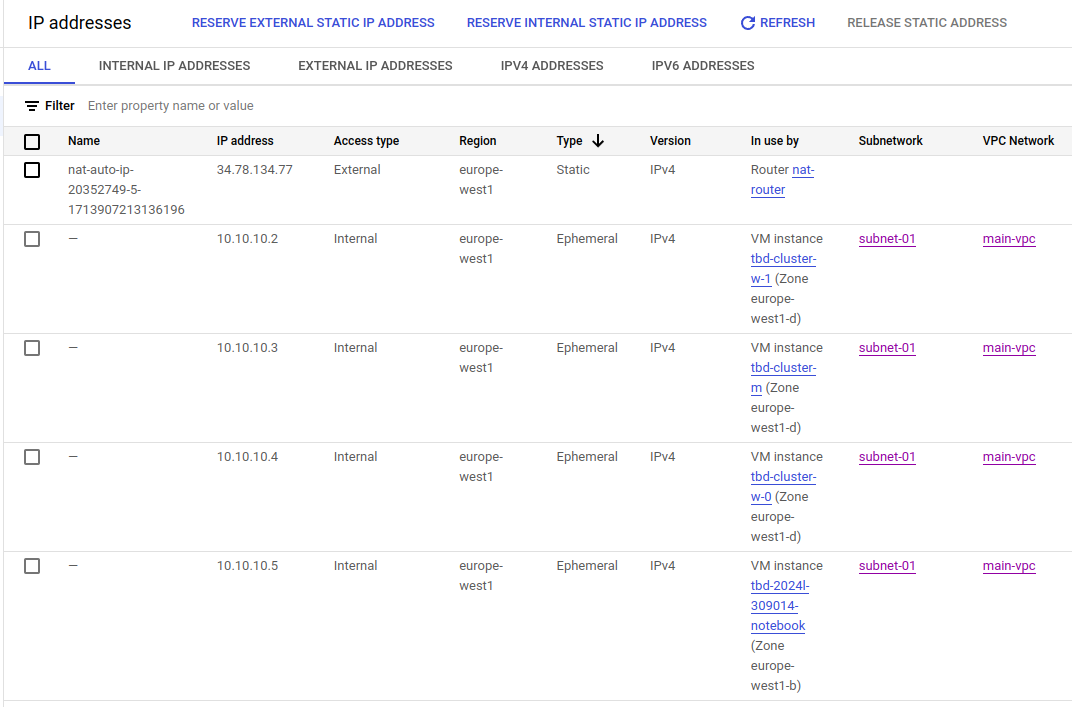 IP addresses RESERVE EXTERNAL STATIC IP ADDRESS RESERVE INTERNAL STATIC IP ADDRESS REFRESH RELEASE STATIC ADDRESS
ALL INTERNAL IP ADDRESSES EXTERNAL IP ADDRESSES IPV4 ADDRESSES IPV6 ADDRESSES
Filter Enter property name or value
Name IP address Access type Region Type Version In use by Subnetwork VPC Network
nat-auto-ip- 34.78.134.77 External europe- Static IPv4 Router nat-
20352749-5- west1 router
1713907213136196
— 10.10.10.2 Internal europe- Ephemeral IPv4 VM instance subnet-01 main-vpc
west1 tbd-cluster-
w-1 (Zone
europe-
west1-d)
— 10.10.10.3 Internal europe- Ephemeral IPv4 VM instance subnet-01 main-vpc
west1 tbd-cluster-
m (Zone
europe-
west1-d)
— 10.10.10.4 Internal europe- Ephemeral IPv4 VM instance subnet-01 main-vpc
west1 tbd-cluster-
w-0 (Zone
europe-
west1-d)
— 10.10.10.5 Internal europe- Ephemeral IPv4 VM instance subnet-01 main-vpc
west1 tbd-2024l-
309014-
notebook
(Zone
europe-
west1-b)